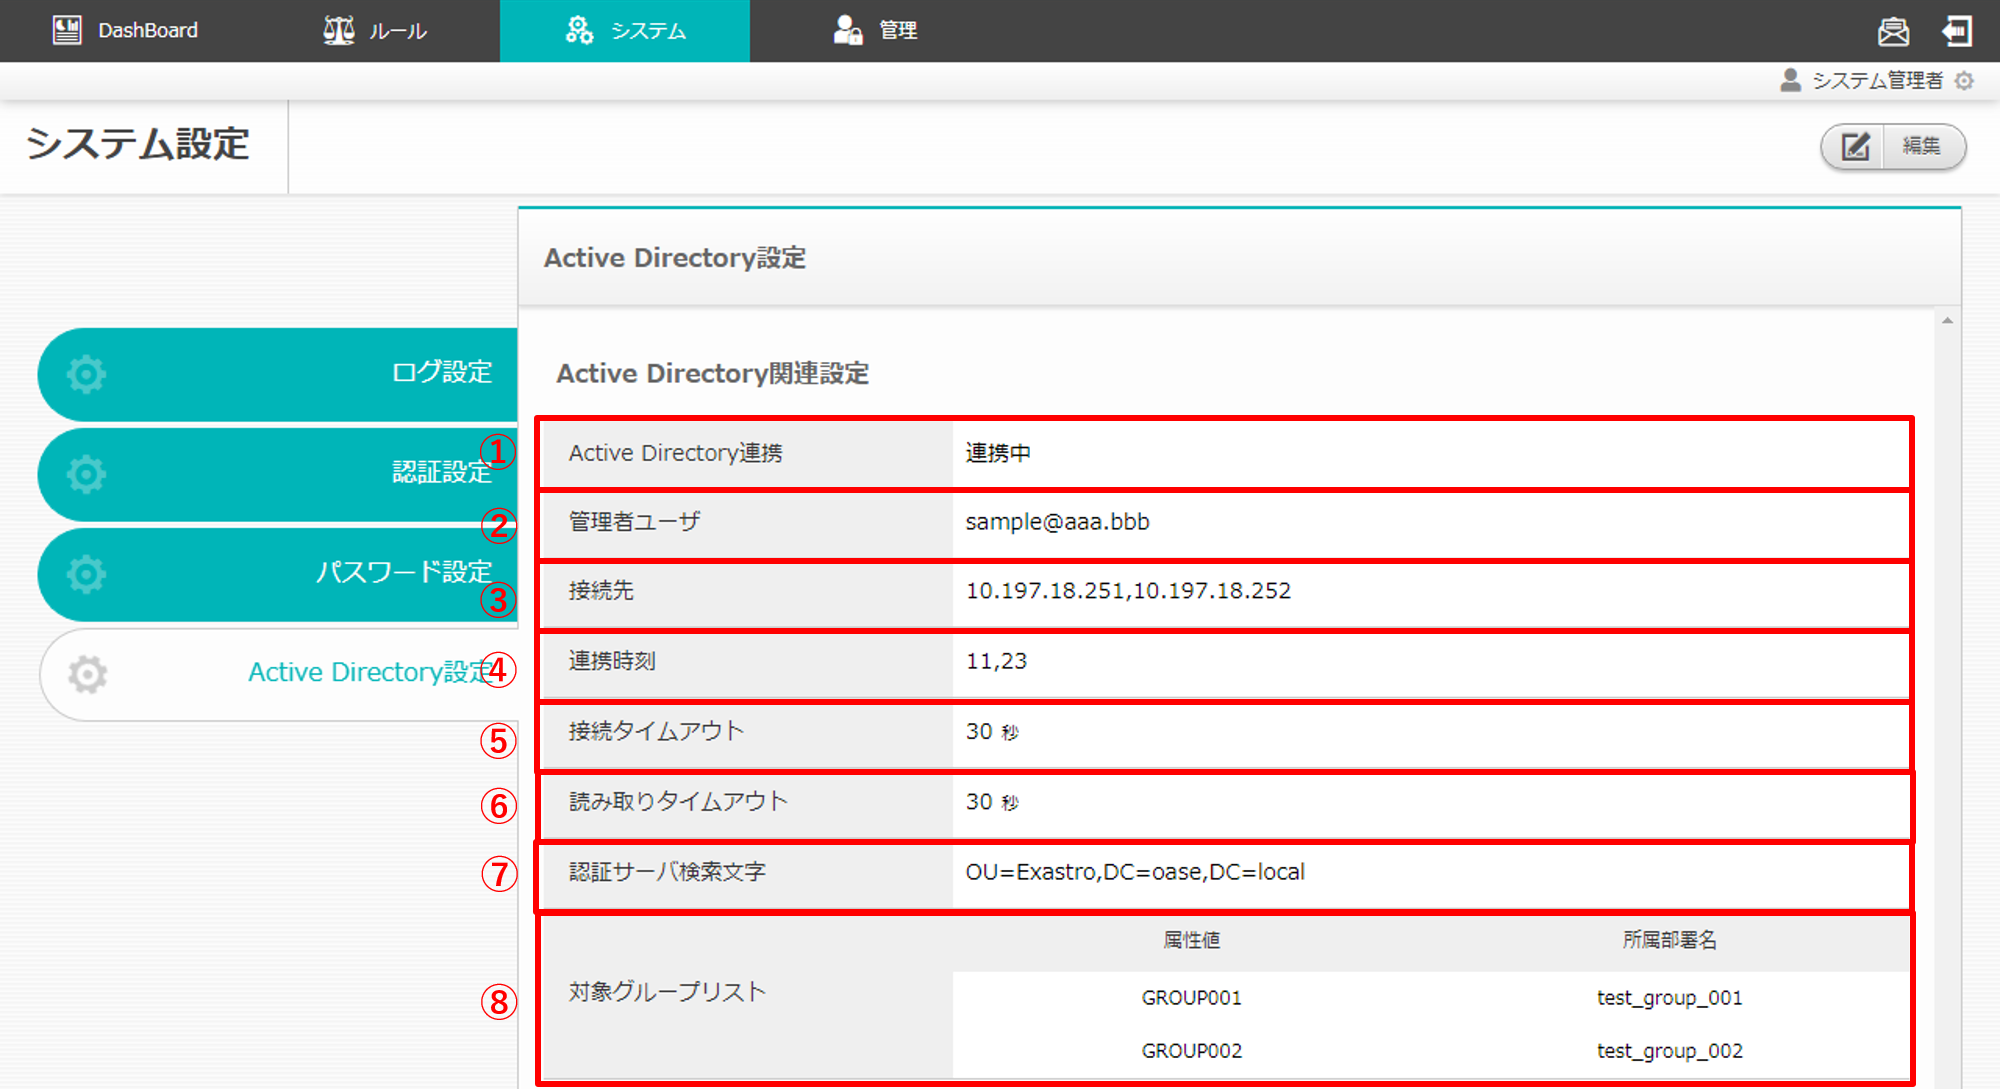 DashBoard
ルール
システム
管理
システム管理者
システム設定
編集
Active Directory設定
ログ設定
認証設定
パスワード設定
Active Directory設定
Active Directory関連設定
① Active Directory連携 連携中
② 管理者ユーザ sample@aaa.bbb
③ 接続先 10.197.18.251,10.197.18.252
④ 連携時刻 11,23
⑤ 接続タイムアウト 30 秒
⑥ 読み取りタイムアウト 30 秒
⑦ 認証サーバ検索文字 OU=Exastro,DC=oase,DC=local
⑧ 対象グループリスト
属性値 所属部署名
GROUP001 test_group_001
GROUP002 test_group_002